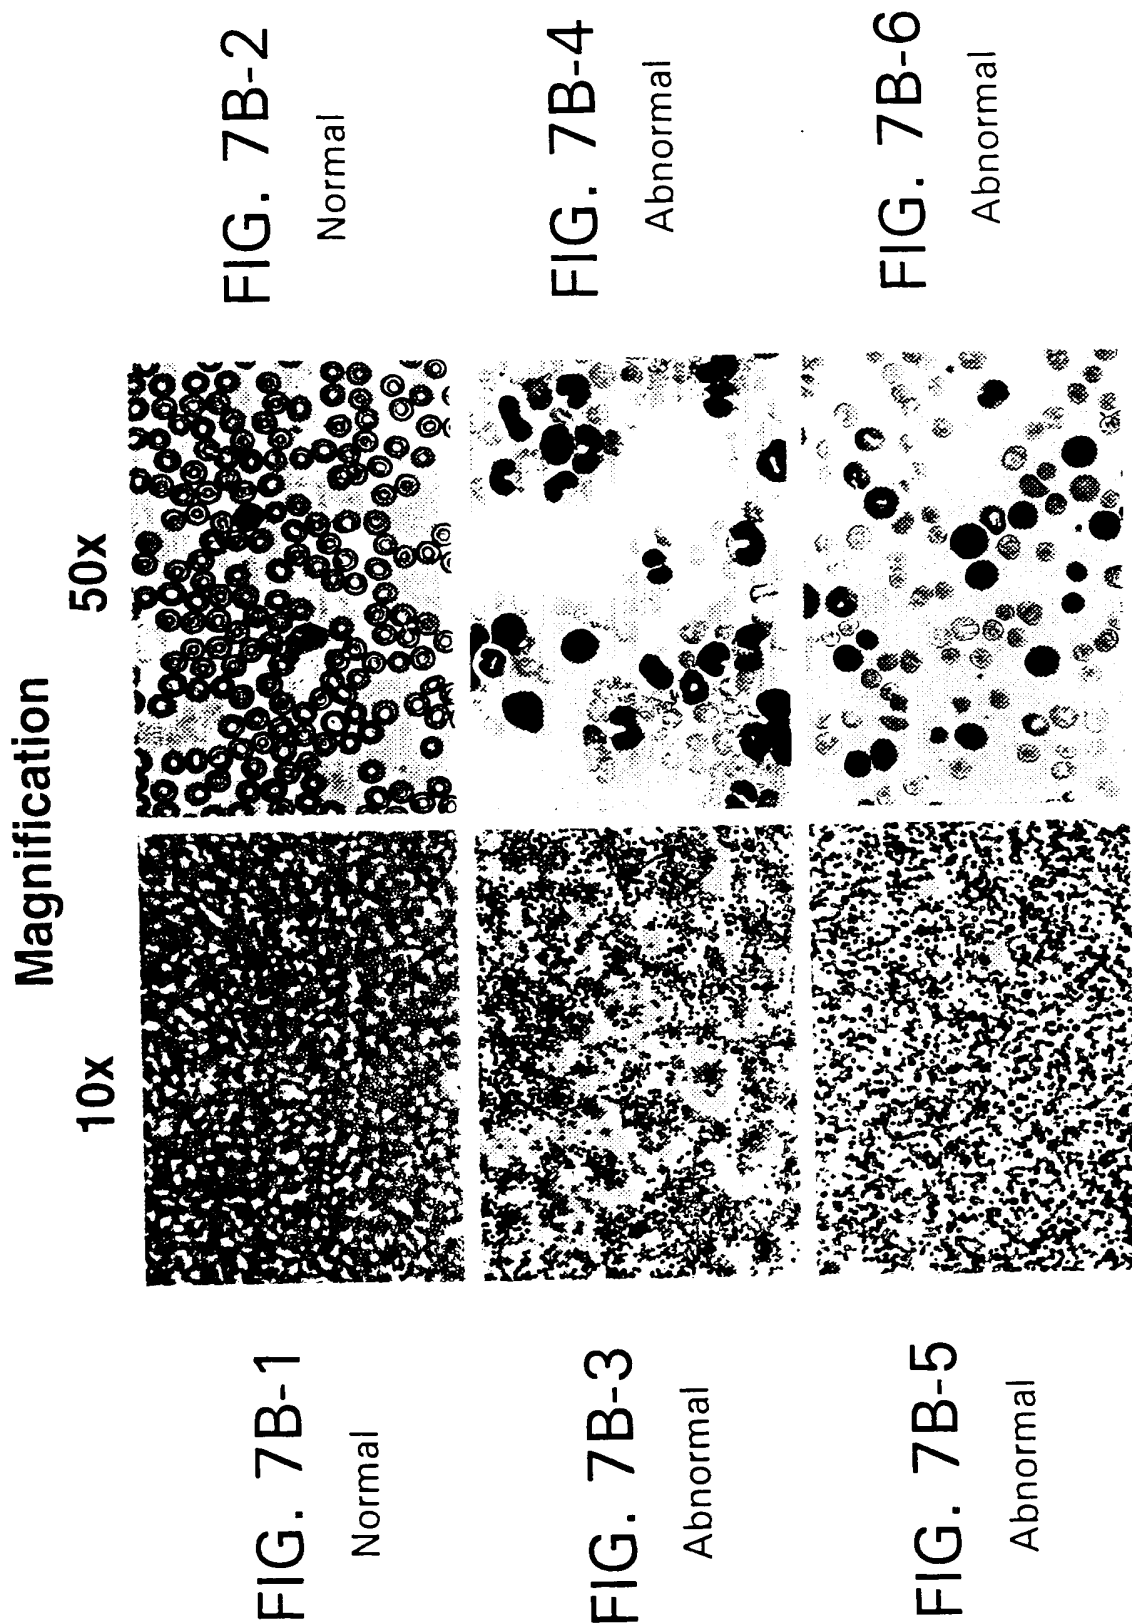 Magnification
10x
50x
FIG. 7B-1
Normal
FIG. 7B-2
Normal
FIG. 7B-3
Abnormal
FIG. 7B-4
Abnormal
FIG. 7B-5
Abnormal
FIG. 7B-6
Abnormal